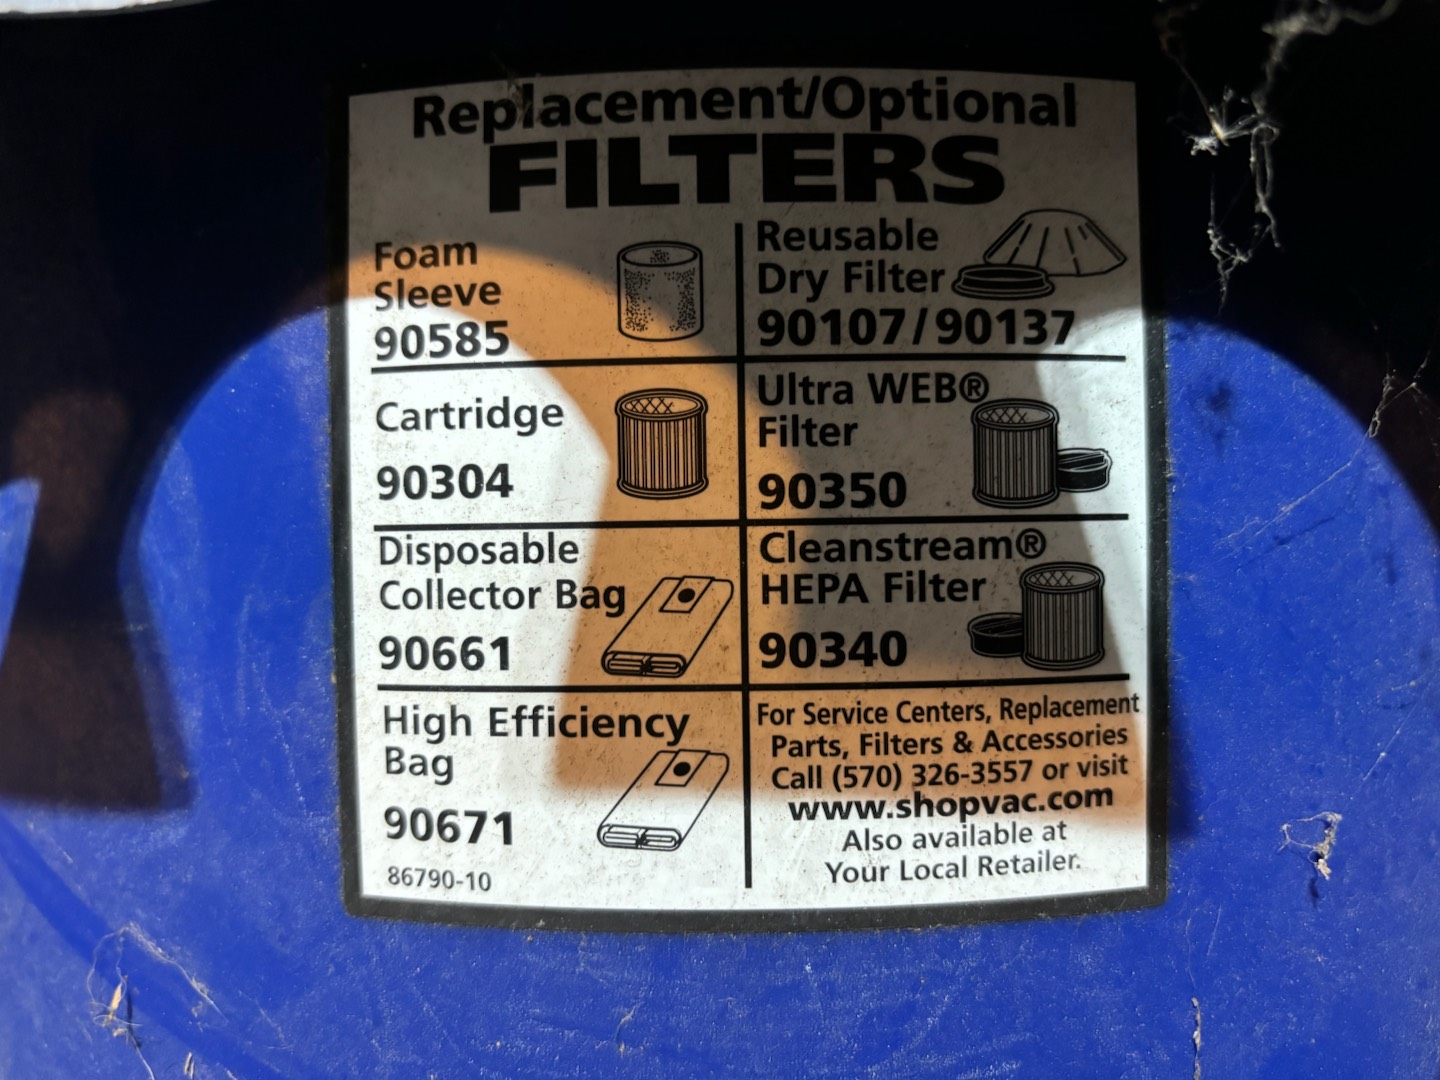 Replacement/Optional
FILTERS
Foam
Sleeve
90585
Reusable
Dry Filter
90107/90137
Cartridge
90304
Ultra WEB®
Filter
90350
Disposable
Collector Bag
90661
Cleanstream®
HEPA Filter
90340
High Efficiency
Bag
90671
86790-10
For Service Centers, Replacement
Parts, Filters & Accessories
Call (570) 326-3557 or visit
www.shopvac.com
Also available at
Your Local Retailer.